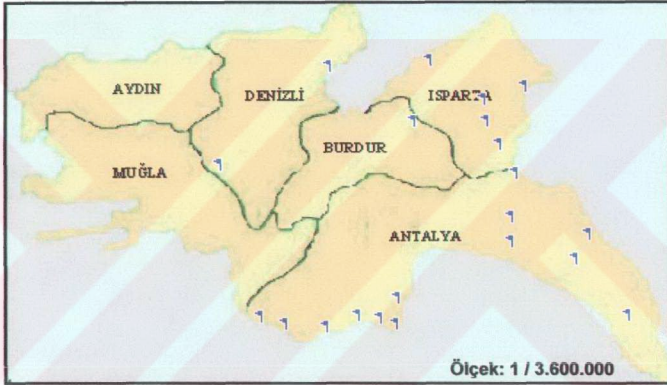 AYDIN
DENİZLİ
ISPARTA
BURDUR
MUĞLA
ANTALYA
Ölçek: 1 / 3.600.000